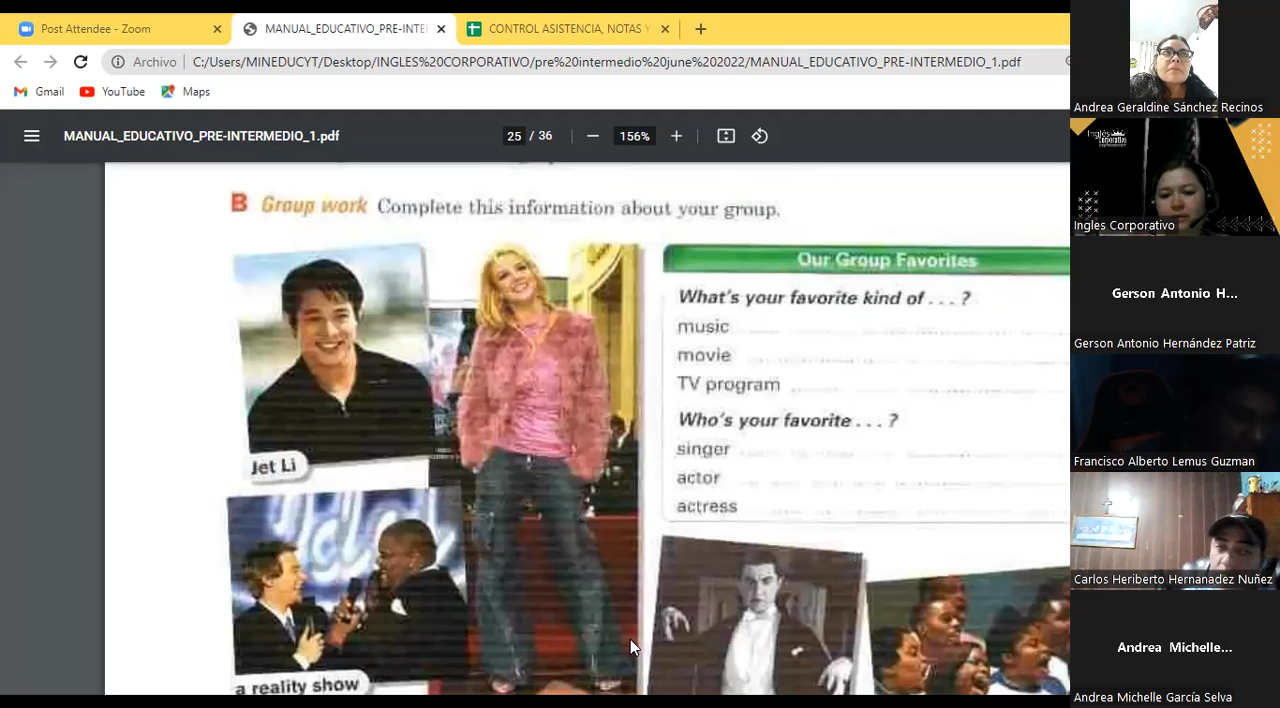 Post Attendee - Zoom
MANUAL_EDUCATIVO_PRE-INTER
CONTROL ASISTENCIA, NOTAS Y
Archivo
C:/Users/MINEDUCYT/Desktop/INGLES%20CORPORATIVO/pre%20intermedio%20june%202022/MANUAL_EDUCATIVO_PRE-INTERMEDIO_1.pdf
Gmail
YouTube
Maps
MANUAL_EDUCATIVO_PRE-INTERMEDIO_1.pdf
25 / 36
156%
B Group work Complete this information about your group.
Jet Li
a reality show
Idol
Our Group Favorites
What's your favorite kind of . . . ?
music
movie
TV program
Who's your favorite . . . ?
singer
actor
actress
Andrea Geraldine Sánchez Recinos
Inglés
corporativo
Ingles Corporativo
Gerson Antonio H...
Gerson Antonio Hernández Patriz
Francisco Alberto Lemus Guzman
Carlos Heriberto Hernanadez Nuñez
Andrea Michelle...
Andrea Michelle García Selva